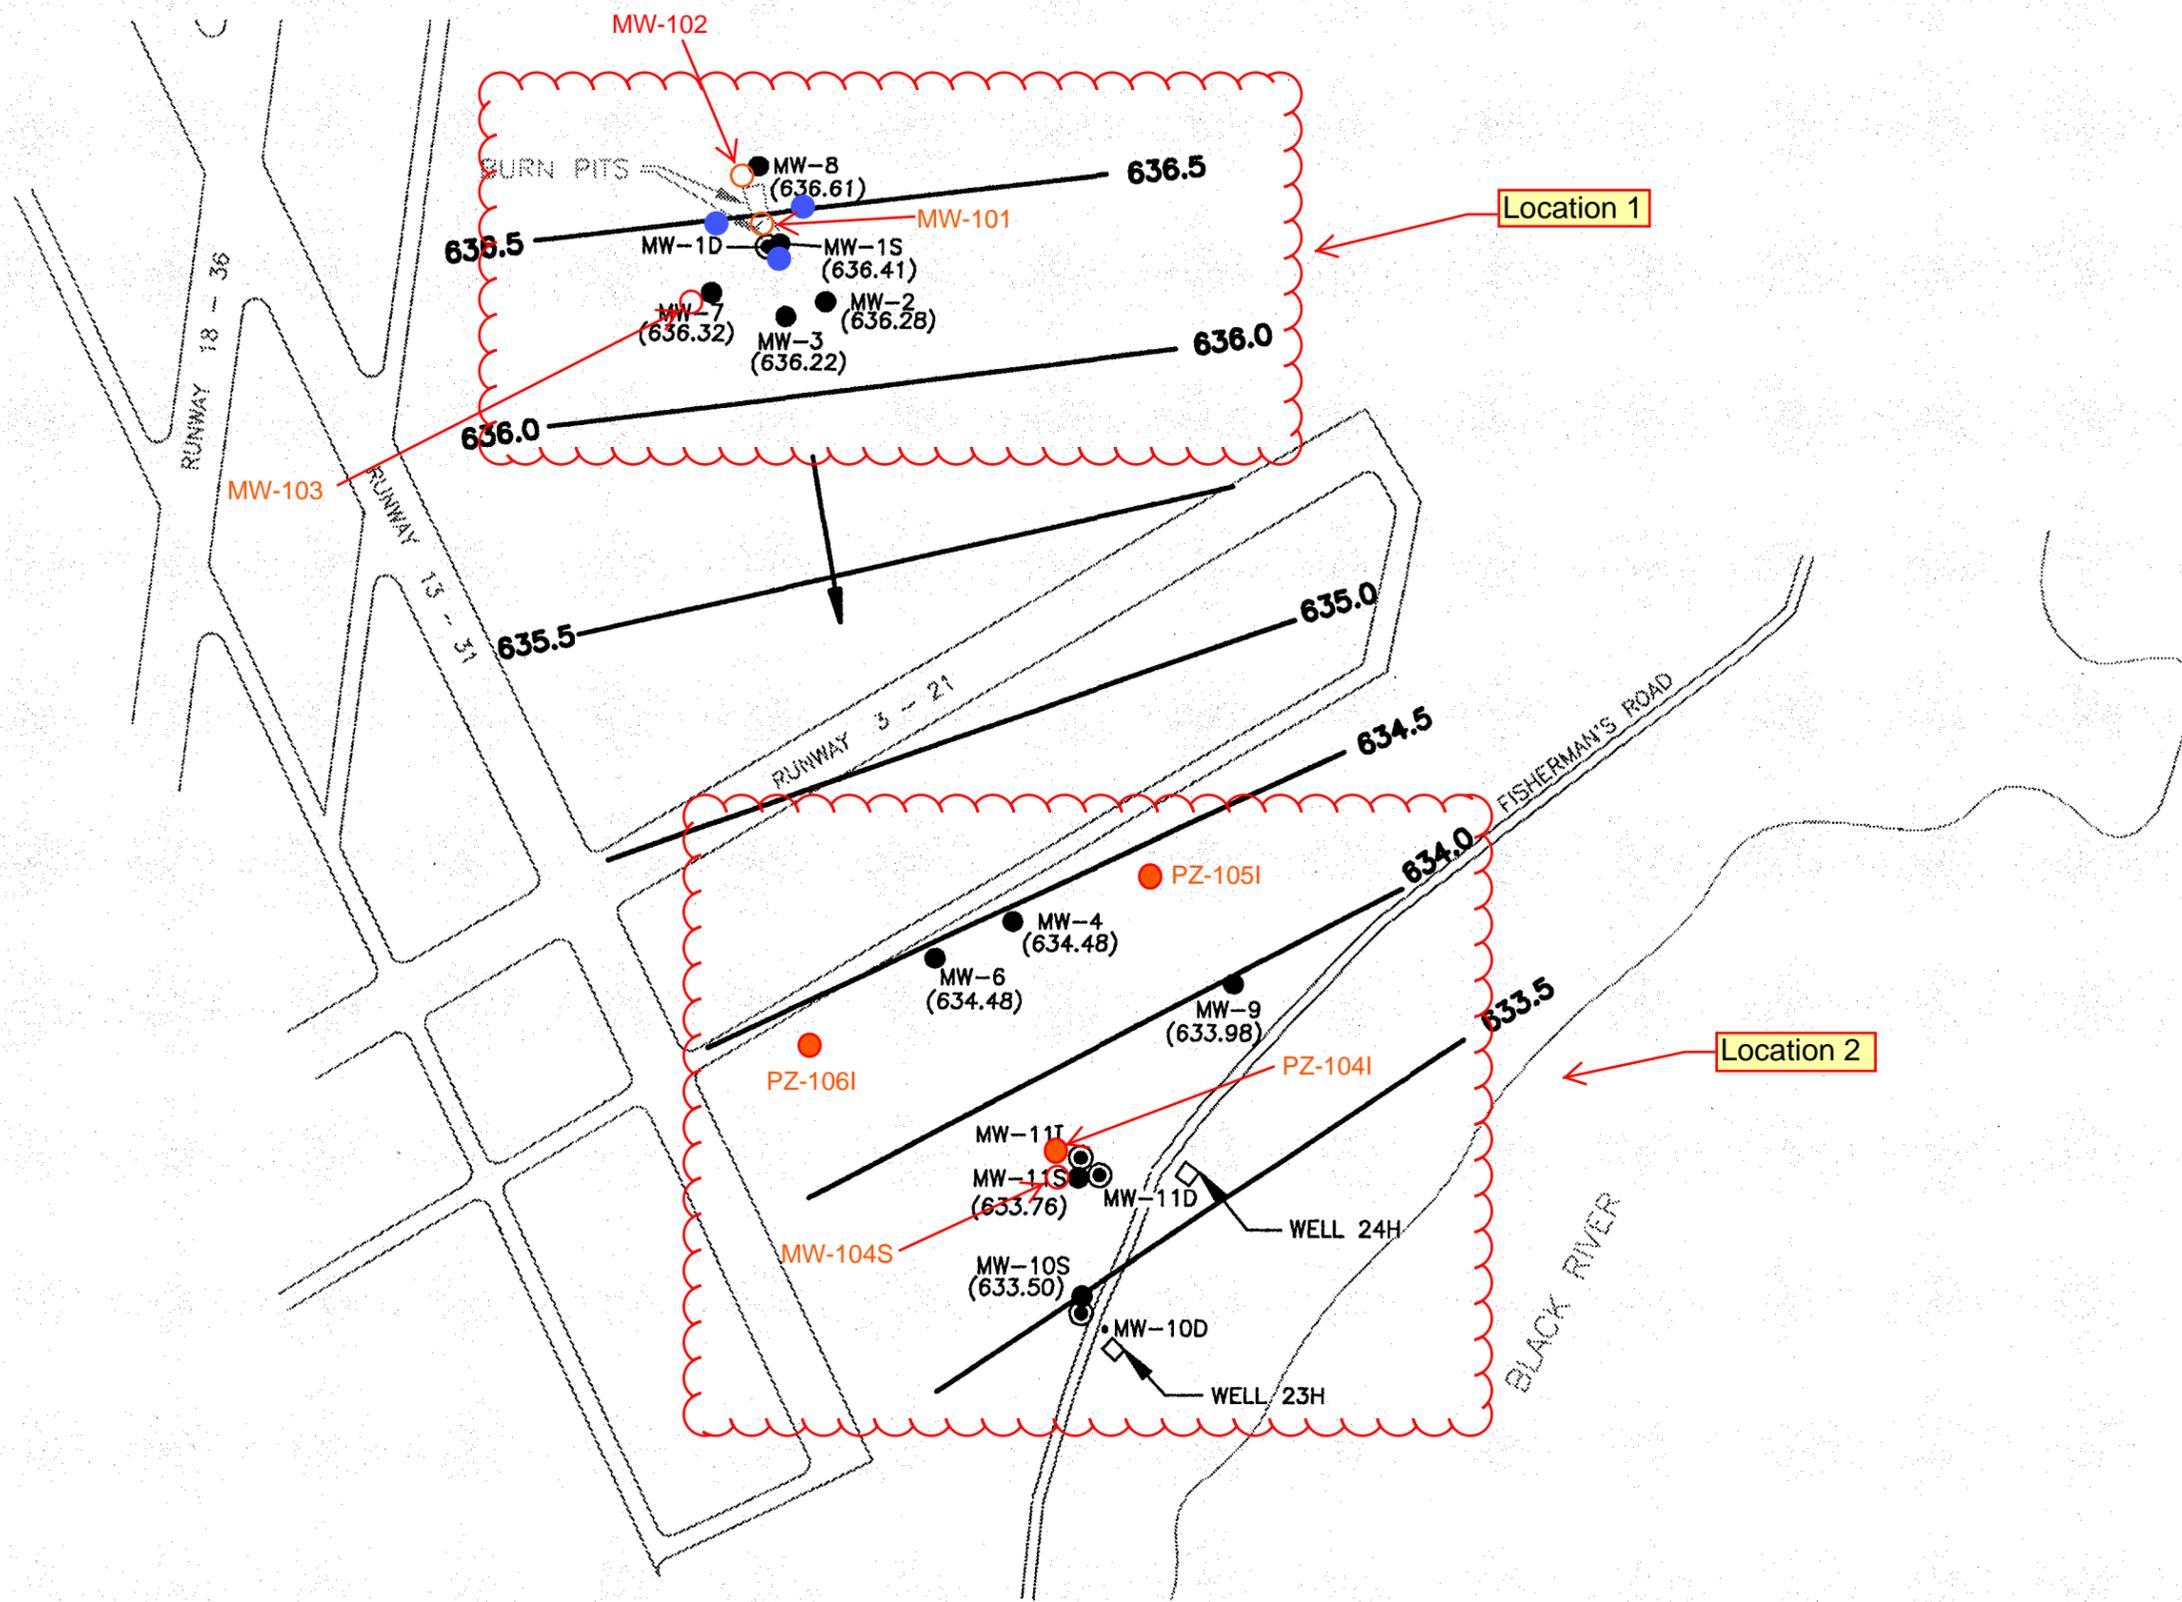 MW-102
BURN PITS
MW-8
(636.61)
636.5
Location 1
MW-101
636.5
MW-1D
MW-1S
(636.41)
MW-7
(636.32)
MW-2
(636.28)
MW-3
(636.22)
636.0
636.0
RUNWAY 18 - 36
MW-103
RUNWAY 13 - 31
635.5
635.0
RUNWAY 3 - 21
634.5
FISHERMAN'S ROAD
634.0
PZ-105I
MW-4
(634.48)
MW-6
(634.48)
MW-9
(633.98)
633.5
Location 2
PZ-106I
PZ-104I
MW-11I
MW-11S
(633.76)
MW-11D
WELL 24H
MW-104S
MW-10S
(633.50)
MW-10D
WELL 23H
BLACK RIVER